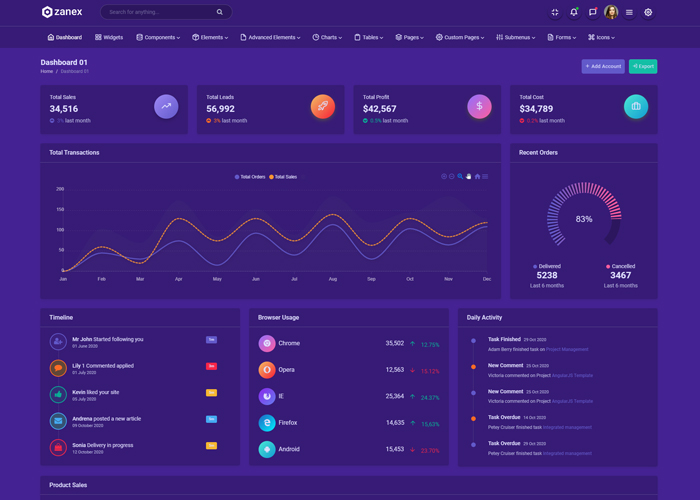 zanex
Search for anything...
Dashboard Widgets Components Elements Advanced Elements Charts Tables Pages Custom Pages Submenus Forms Icons
Dashboard 01
Home / Dashboard 01
+ Add Account Export
Total Sales
34,516
3% last month
Total Leads
56,992
3% last month
Total Profit
$42,567
0.5% last month
Total Cost
$34,789
0.2% last month
Total Transactions
Total Orders Total Sales
200
150
100
50
0
Jan Feb Mar Apr May Jun Jul Aug Sep Oct Nov Dec
Recent Orders
83%
Delivered
5238
Last 6 months
Cancelled
3467
Last 6 months
Timeline
Mr John Started following you
01 June 2020
Lily 1 Commented applied
01 July 2020
Kevin liked your site
05 July 2020
Andrena posted a new article
09 October 2020
Sonia Delivery in progress
12 October 2020
Browser Usage
Chrome 35,502 12.75%
Opera 12,563 15.12%
IE 25,364 24.37%
Firefox 14,635 15.63%
Android 15,453 23.70%
Daily Activity
Task Finished 29 Oct 2020
Adam Berry finished task on Project Management
New Comment 25 Oct 2020
Victoria commented on Project AngularJS Template
New Comment 25 Oct 2020
Victoria commented on Project AngularJS Template
Task Overdue 14 Oct 2020
Petey Cruiser finished task Integrated management
Task Overdue 29 Oct 2020
Petey Cruiser finished task Integrated management
Product Sales